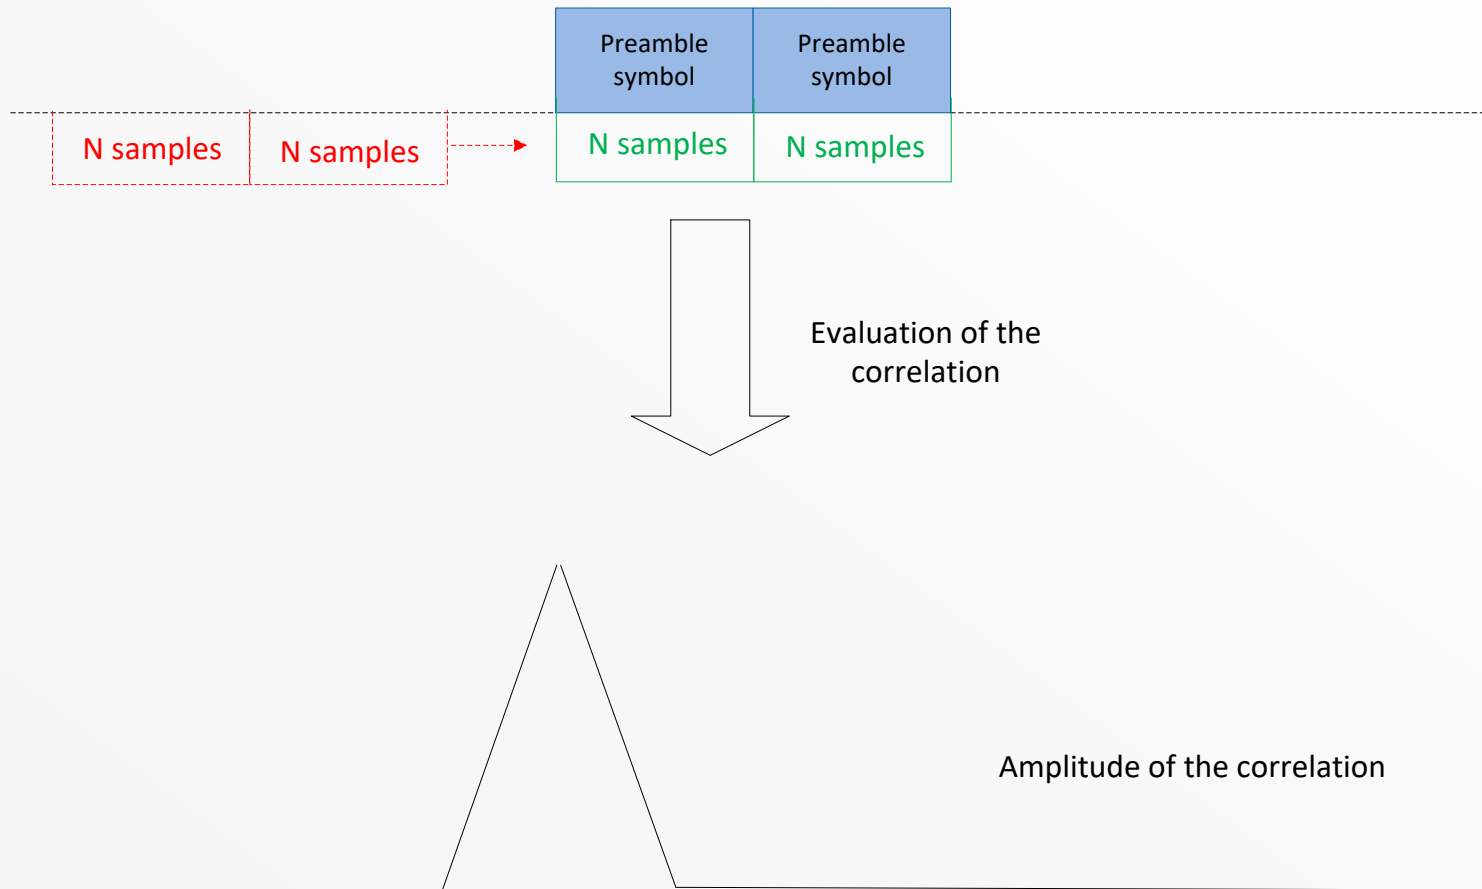 Preamble
symbol
Preamble
symbol
N samples
N samples
N samples
N samples
Evaluation of the
correlation
Amplitude of the correlation